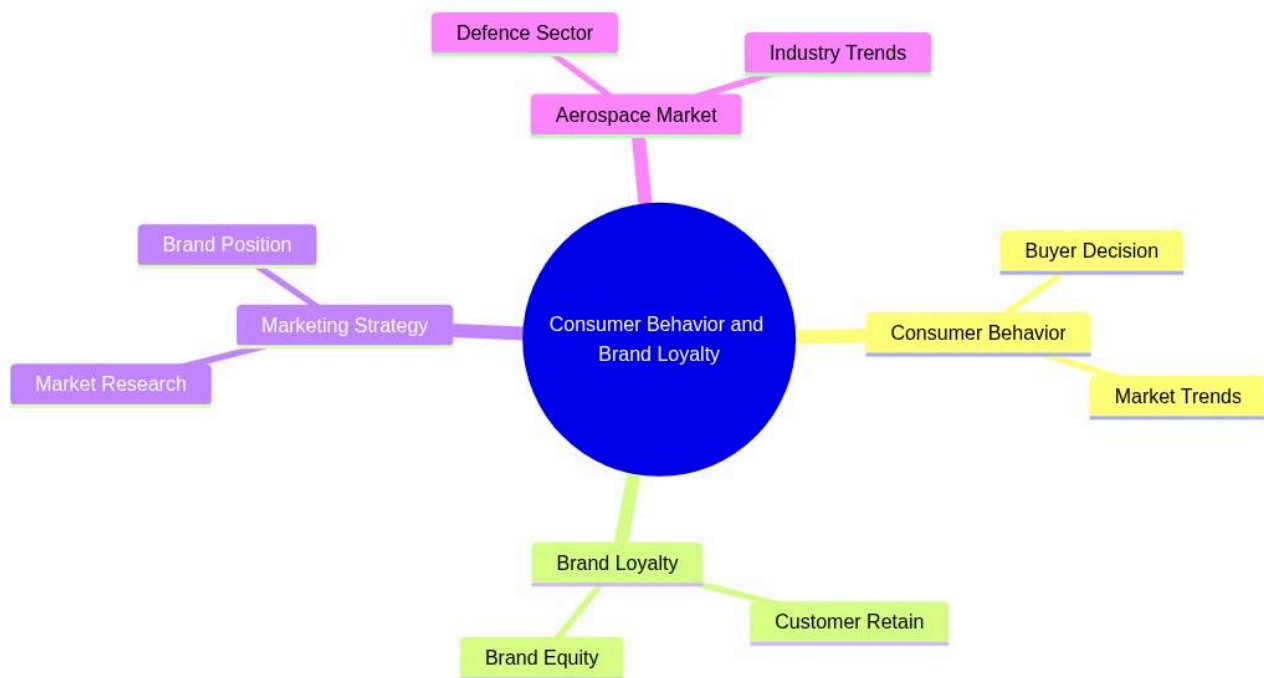 Defence Sector
Industry Trends
Aerospace Market
Brand Position
Marketing Strategy
Market Research
Consumer Behavior and
Brand Loyalty
Buyer Decision
Consumer Behavior
Market Trends
Brand Loyalty
Customer Retain
Brand Equity